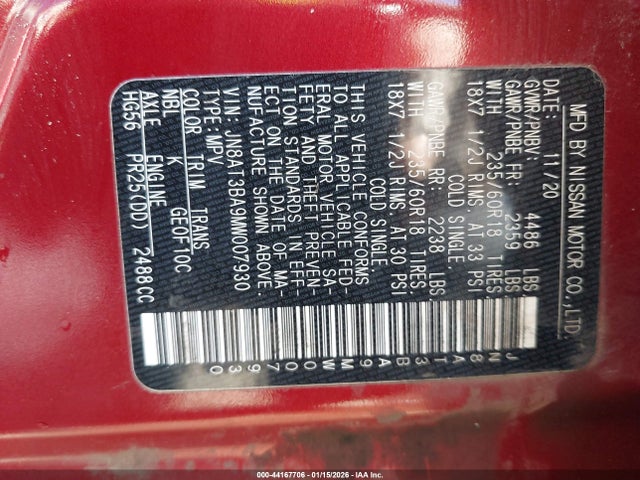 MFD BY NISSAN MOTOR CO.,LTD.
DATE: 11/20
GVWR/PNBV: 4486 LBS.
GAWR/PNBE FR: 2359 LBS.
WITH 235/60R18 TIRES.
18X7 1/2J RIMS AT 33 PSI
COLD SINGLE.
GAWR/PNBE RR: 2238 LBS.
WITH 235/60R18 TIRES.
18X7 1/2J RIMS AT 30 PSI
COLD SINGLE.
THIS VEHICLE CONFORMS
TO ALL APPLICABLE FED-
ERAL MOTOR VEHICLE SA-
FETY AND THEFT PREVEN-
TION STANDARDS IN EFF-
ECT ON THE DATE OF MA-
NUFACTURE SHOWN ABOVE.
VIN:JN8AT3BA9MW007930
TYPE:MPV
COLOR TRIM TRANS
NBL K GE0F10C
AXLE ENGINE
HG56 PR25(DD) 2488CC
JN8AT3BA9MW007930
000-44167706 - 01/15/2026 - IAA Inc.